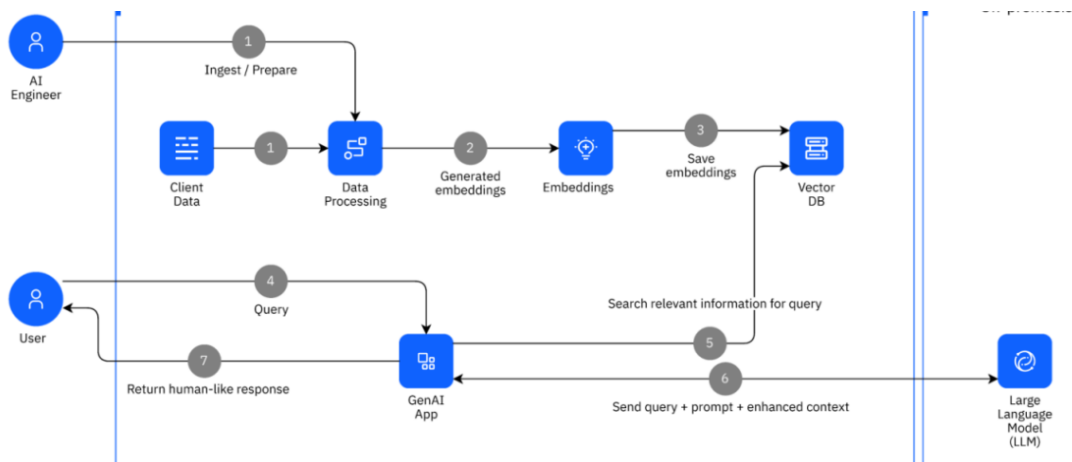 1
Ingest / Prepare
AI
Engineer
1
2
3
Client
Data
Data
Processing
Generated
embeddings
Embeddings
Save
embeddings
Vector
DB
4
Query
Search relevant information for query
User
5
7
Return human-like response
6
GenAI
App
Send query + prompt + enhanced context
Large
Language
Model
(LLM)